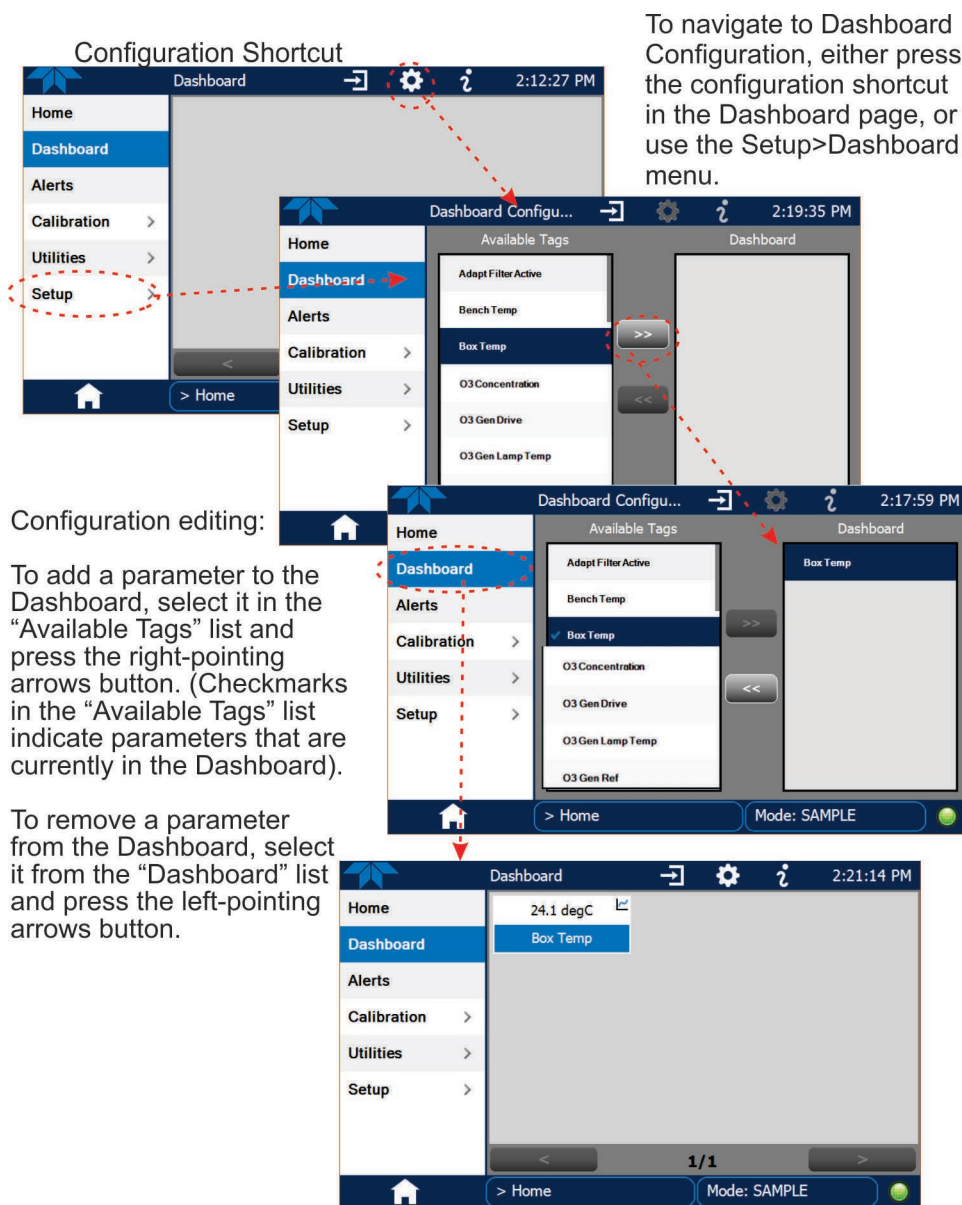 Configuration Shortcut
To navigate to Dashboard
Configuration, either press
the configuration shortcut
in the Dashboard page, or
use the Setup>Dashboard
menu.
Dashboard
2:12:27 PM
Home
Dashboard
Alerts
Calibration >
Utilities >
Setup >
<
> Home
Dashboard Configu...
2:19:35 PM
Home
Dashboard
Alerts
Calibration >
Utilities >
Setup >
Available Tags
Adapt Filter Active
Bench Temp
Box Temp
O3 Concentration
O3 Gen Drive
O3 Gen Lamp Temp
>>
<<
Dashboard
Configuration editing:
To add a parameter to the
Dashboard, select it in the
“Available Tags” list and
press the right-pointing
arrows button. (Checkmarks
in the “Available Tags” list
indicate parameters that are
currently in the Dashboard).
To remove a parameter
from the Dashboard, select
it from the “Dashboard” list
and press the left-pointing
arrows button.
Dashboard Configu...
2:17:59 PM
Home
Dashboard
Alerts
Calibration >
Utilities >
Setup >
Available Tags
Adapt Filter Active
Bench Temp
Box Temp
O3 Concentration
O3 Gen Drive
O3 Gen Lamp Temp
O3 Gen Ref
>>
<<
Dashboard
Box Temp
> Home
Mode: SAMPLE
Dashboard
2:21:14 PM
Home
Dashboard
Alerts
Calibration >
Utilities >
Setup >
24.1 degC
Box Temp
< 1/1 >
> Home
Mode: SAMPLE